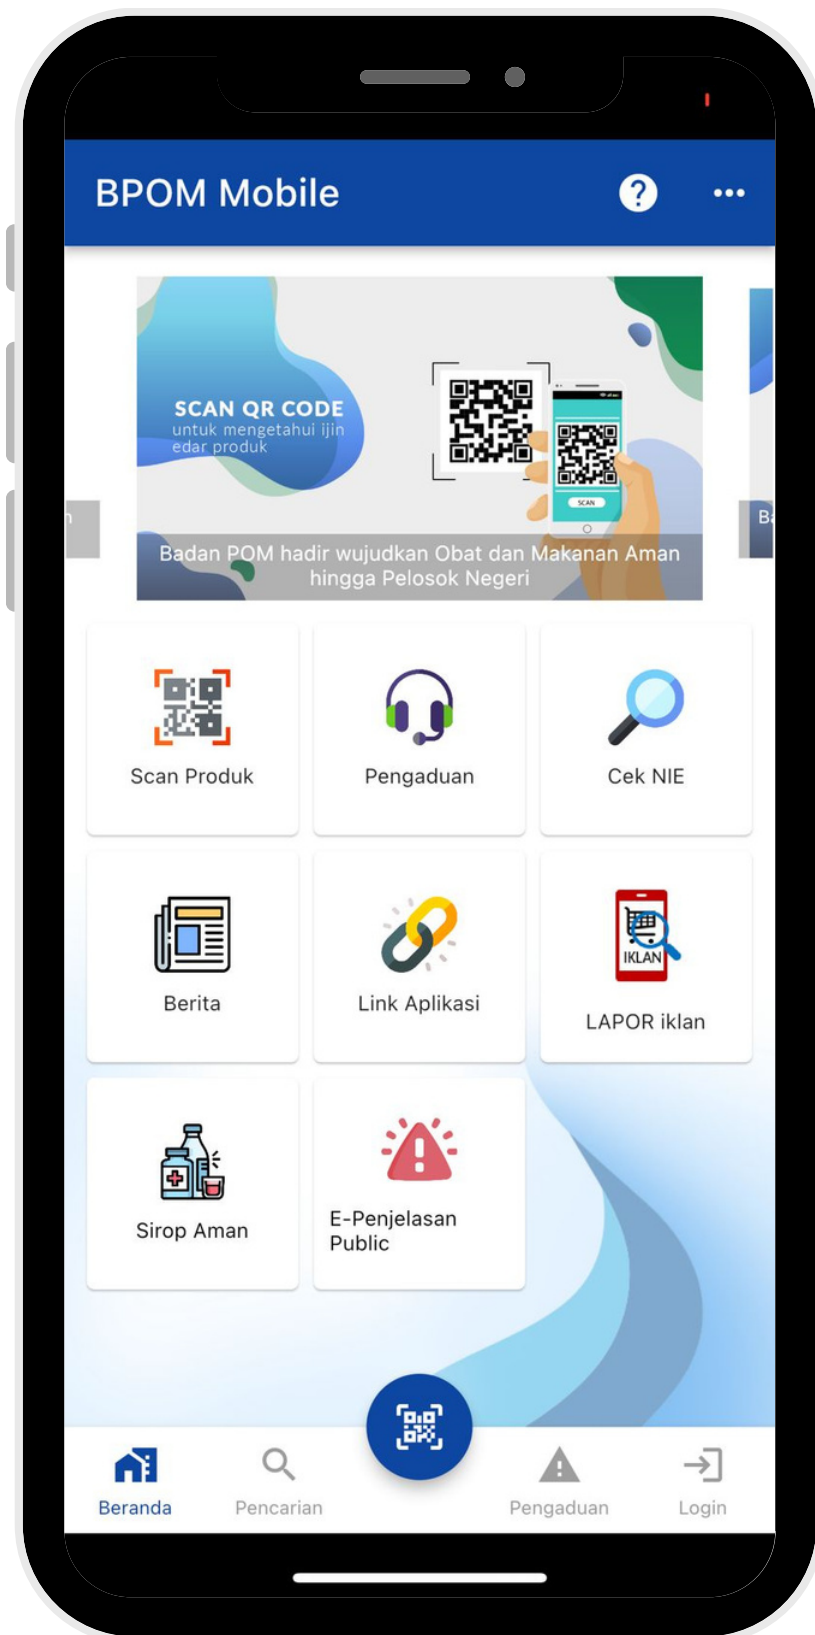 BPOM Mobile
SCAN QR CODE
untuk mengetahui ijin
edar produk
SCAN
Badan POM hadir wujudkan Obat dan Makanan Aman
hingga Pelosok Negeri
Scan Produk
Pengaduan
Cek NIE
IKLAN
Berita
Link Aplikasi
LAPOR iklan
Sirop Aman
E-Penjelasan
Public
Beranda
Pencarian
Pengaduan
Login